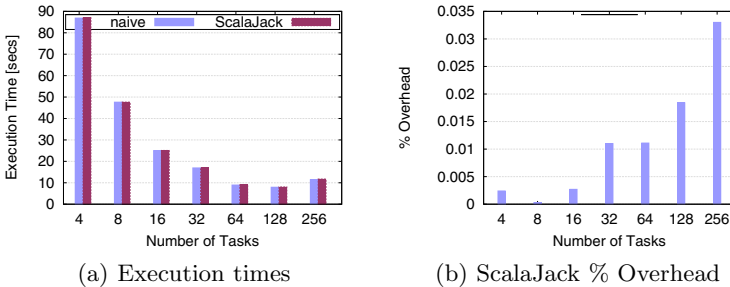 90
80
70
60
50
40
30
20
10
0
Execution Time [secs]
naive
ScalaJack
4 8 16 32 64 128 256
Number of Tasks
(a) Execution times
0.035
0.03
0.025
0.02
0.015
0.01
0.005
0
% Overhead
4 8 16 32 64 128 256
Number of Tasks
(b) ScalaJack % Overhead